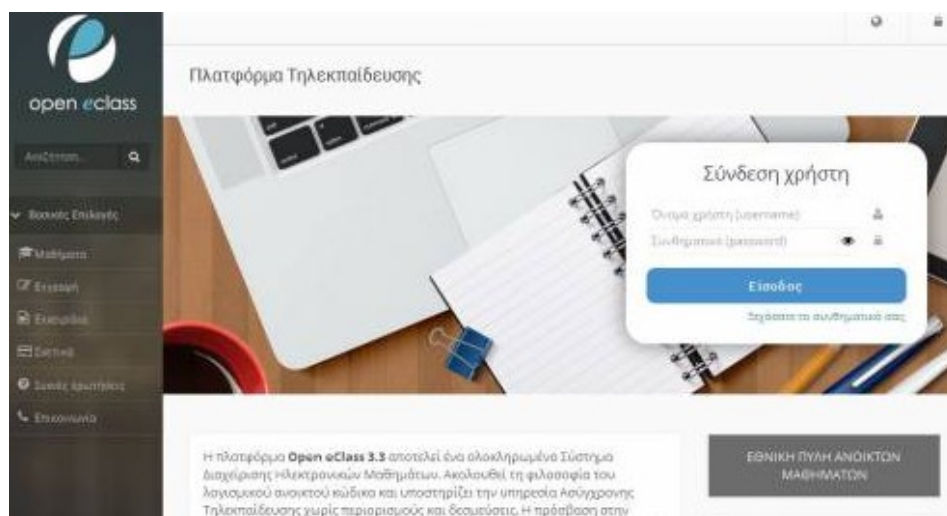 open eclass
Αναζήτηση...
Βασικές Επιλογές
Μαθήματα
Εγγραφή
Εγχειρίδια
Σχετικά
Συχνές ερωτήσεις
Επικοινωνία
Πλατφόρμα Τηλεκπαίδευσης
Σύνδεση χρήστη
Όνομα χρήστη (username)
Συνθηματικό (password)
Είσοδος
Ξεχάσατε το συνθηματικό σας;
Η πλατφόρμα Open eClass 3.3 αποτελεί ένα ολοκληρωμένο Σύστημα
Διαχείρισης Ηλεκτρονικών Μαθημάτων. Ακολουθεί τη φιλοσοφία του
λογισμικού ανοικτού κώδικα και υποστηρίζει την υπηρεσία Ασύγχρονης
Τηλεκπαίδευσης χωρίς περιορισμούς και δεσμεύσεις. Η πρόσβαση στην
ΕΘΝΙΚΗ ΠΥΛΗ ΑΝΟΙΚΤΩΝ
ΜΑΘΗΜΑΤΩΝ